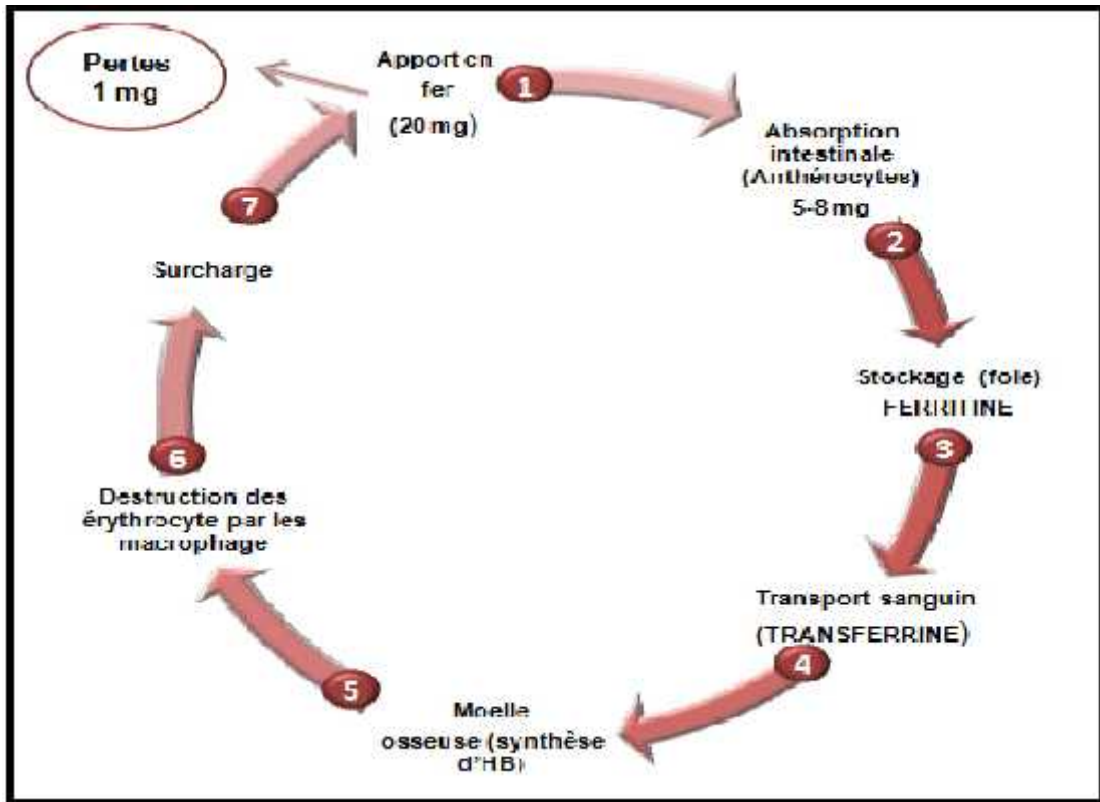 Pertes
1 mg
Apport en
fer
(20 mg)
1
Absorption
intestinale
(Anthérocytes)
5-8 mg
2
Stockage (foie)
FERRITINE
3
Transport sanguin
(TRANSFERRINE)
4
Moelle
osseuse (synthèse
d'HB)
5
Destruction des
érythrocyte par les
macrophage
6
Surcharge
7